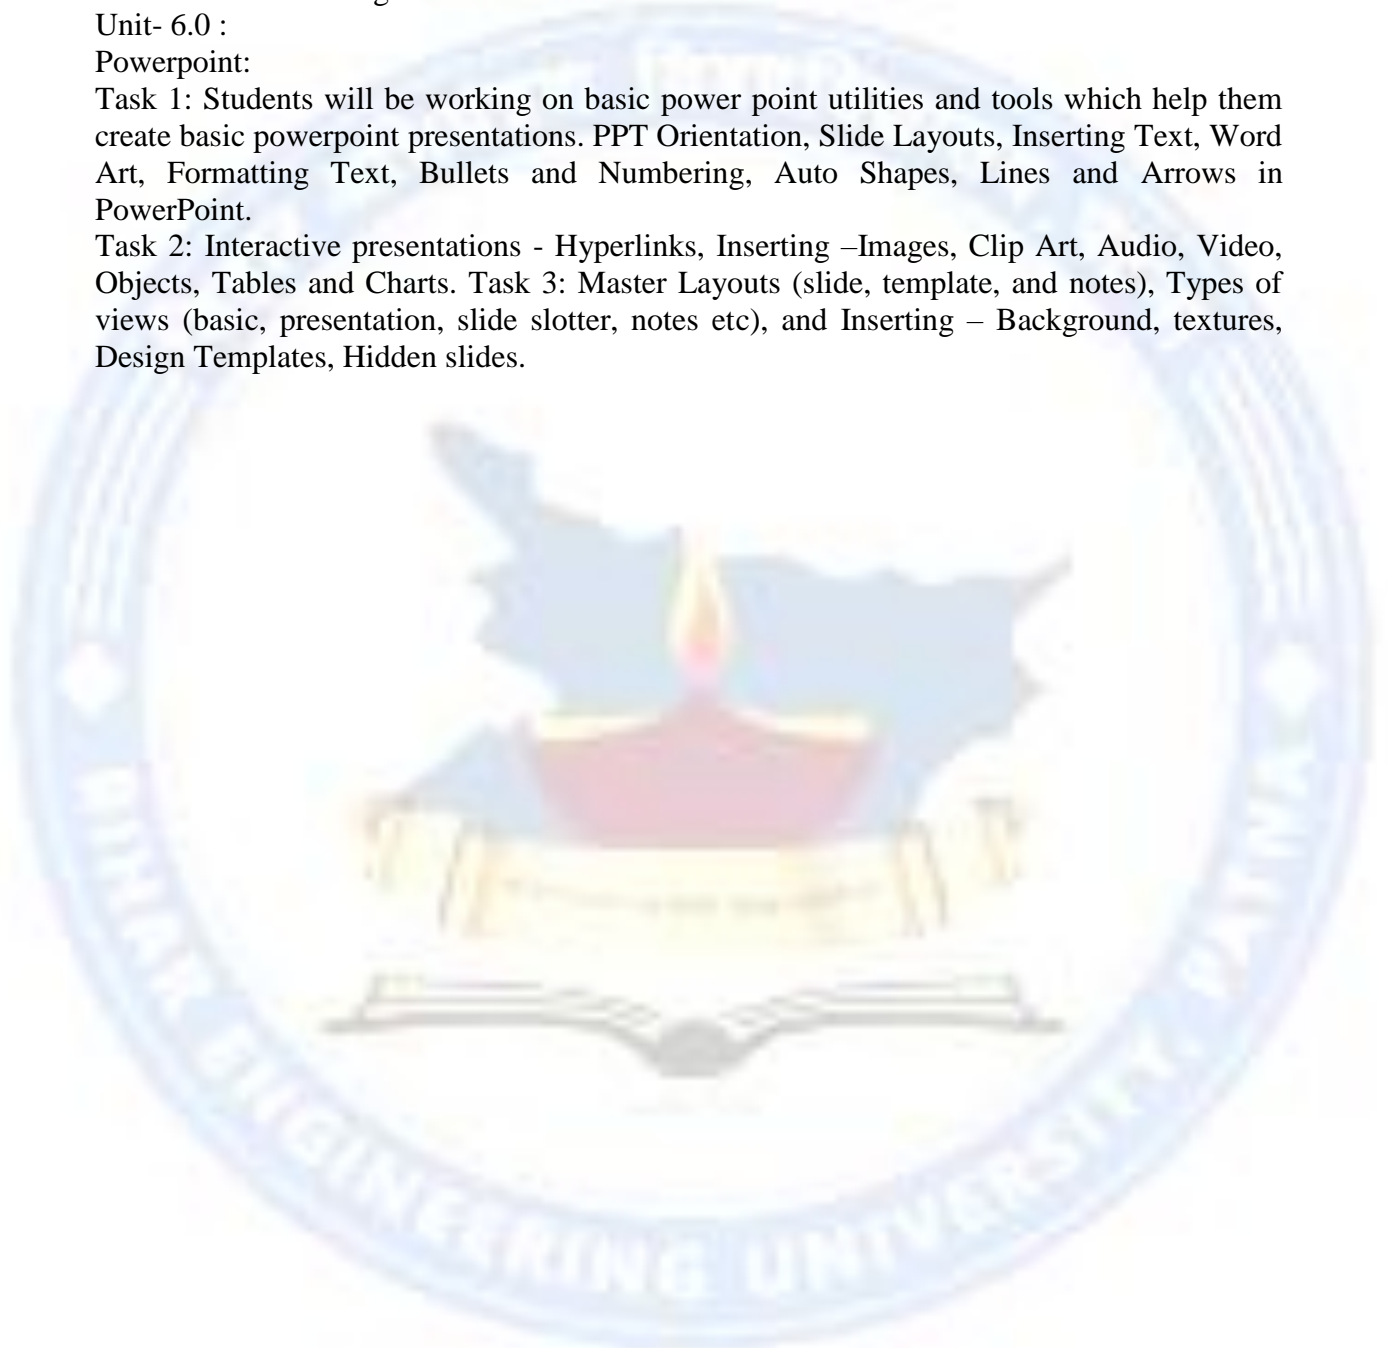 Unit- 6.0 :
Powerpoint:
Task 1: Students will be working on basic power point utilities and tools which help them
create basic powerpoint presentations. PPT Orientation, Slide Layouts, Inserting Text, Word
Art, Formatting Text, Bullets and Numbering, Auto Shapes, Lines and Arrows in
PowerPoint.
Task 2: Interactive presentations - Hyperlinks, Inserting –Images, Clip Art, Audio, Video,
Objects, Tables and Charts. Task 3: Master Layouts (slide, template, and notes), Types of
views (basic, presentation, slide slotter, notes etc), and Inserting – Background, textures,
Design Templates, Hidden slides.
BIHAR ENGINEERING UNIVERSITY, PATNA